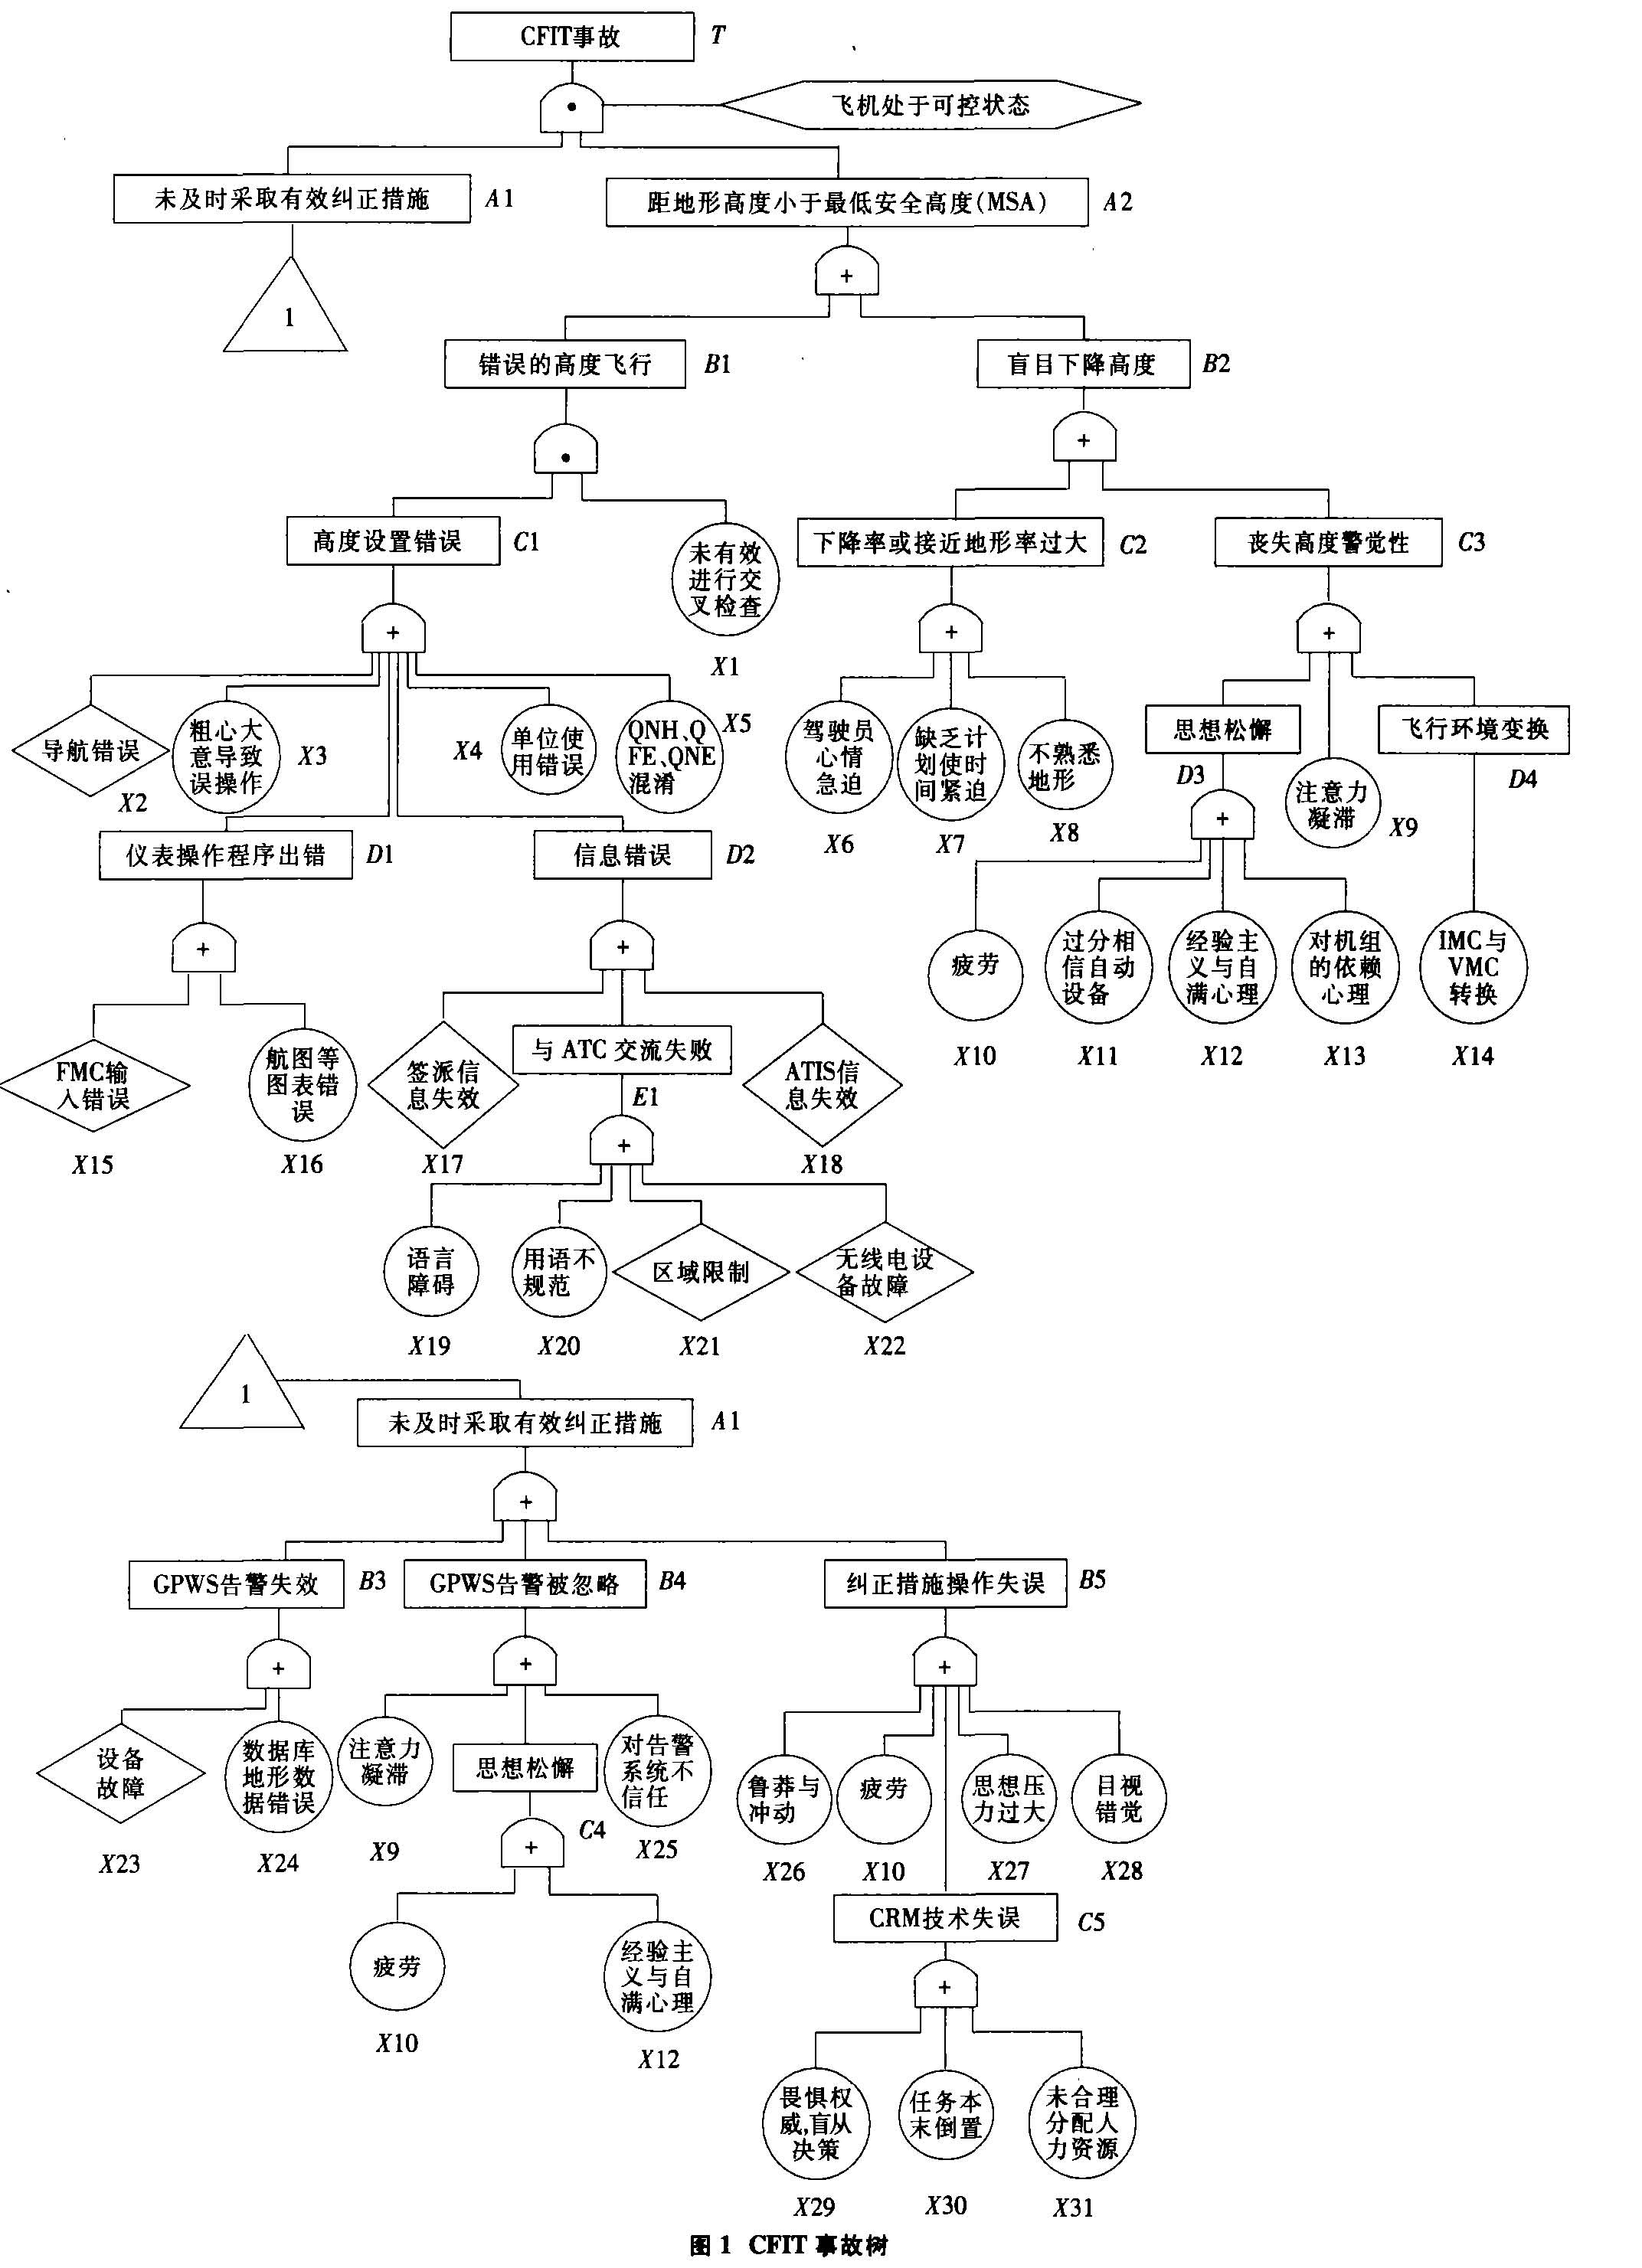 CFIT事故
T
飞机处于可控状态
未及时采取有效纠正措施
A1
距地形高度小于最低安全高度(MSA)
A2
1
错误的高度飞行
B1
盲目下降高度
B2
高度设置错误
C1
未有效
进行交
叉检查
X1
下降率或接近地形率过大
C2
丧失高度警觉性
C3
导航错误
X2
粗心大
意导致
误操作
X3
X4
单位使
用错误
QNH、Q
FE、QNE
混淆
X5
驾驶员
心情
急迫
X6
缺乏计
划使时
间紧迫
X7
不熟悉
地形
X8
思想松懈
D3
注意力
凝滞
X9
飞行环境变换
D4
仪表操作程序出错
D1
信息错误
D2
疲劳
X10
过分相
信自动
设备
X11
经验主
义与自
满心理
X12
对机组
的依赖
心理
X13
IMC与
VMC
转换
X14
FMC输
入错误
X15
航图等
图表错
误
X16
签派信
息失效
X17
与ATC交流失败
E1
ATIS信
息失效
X18
语言
障碍
X19
用语不
规范
X20
区域限制
X21
无线电设
备故障
X22
1
未及时采取有效纠正措施
A1
GPWS告警失效
B3
GPWS告警被忽略
B4
纠正措施操作失误
B5
设备
故障
X23
数据库
地形数
据错误
X24
注意力
凝滞
X9
思想松懈
C4
对告警
系统不
信任
X25
鲁莽与
冲动
X26
疲劳
X10
思想压
力过大
X27
目视
错觉
X28
疲劳
X10
经验主
义与自
满心理
X12
CRM技术失误
C5
畏惧权
威,盲从
决策
X29
任务本
末倒置
X30
未合理
分配人
力资源
X31
图1 CFIT事故树